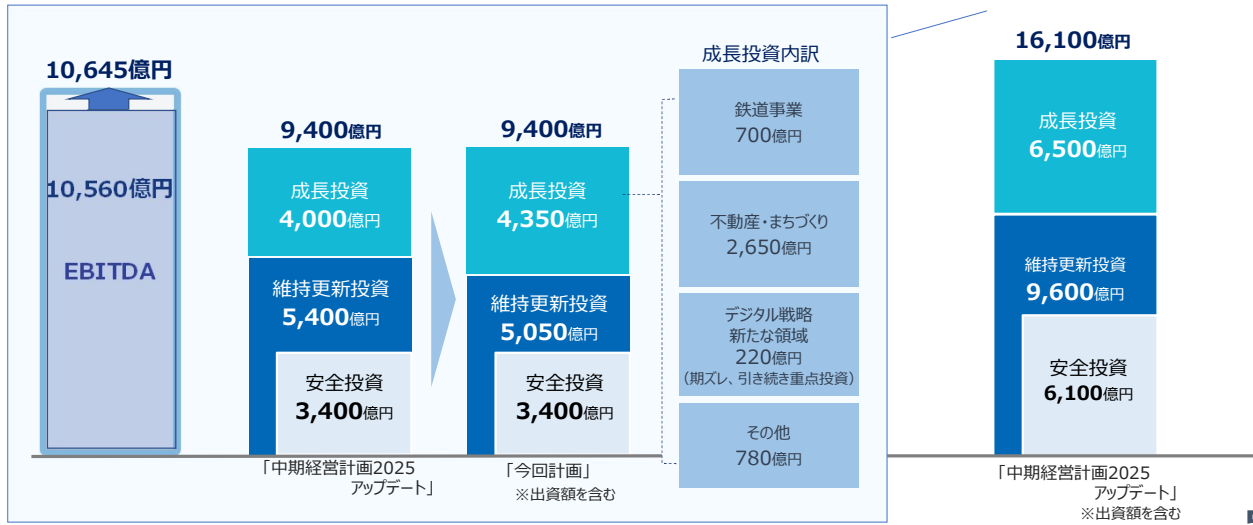 10,645億円
10,560億円
EBITDA
9,400億円
成長投資
4,000億円
維持更新投資
5,400億円
安全投資
3,400億円
「中期経営計画2025
アップデート」
9,400億円
成長投資
4,350億円
維持更新投資
5,050億円
安全投資
3,400億円
「今回計画」
※出資額を含む
成長投資内訳
鉄道事業
700億円
不動産・まちづくり
2,650億円
デジタル戦略
新たな領域
220億円
（期ズレ、引き続き重点投資）
その他
780億円
16,100億円
成長投資
6,500億円
維持更新投資
9,600億円
安全投資
6,100億円
「中期経営計画2025
アップデート」
※出資額を含む